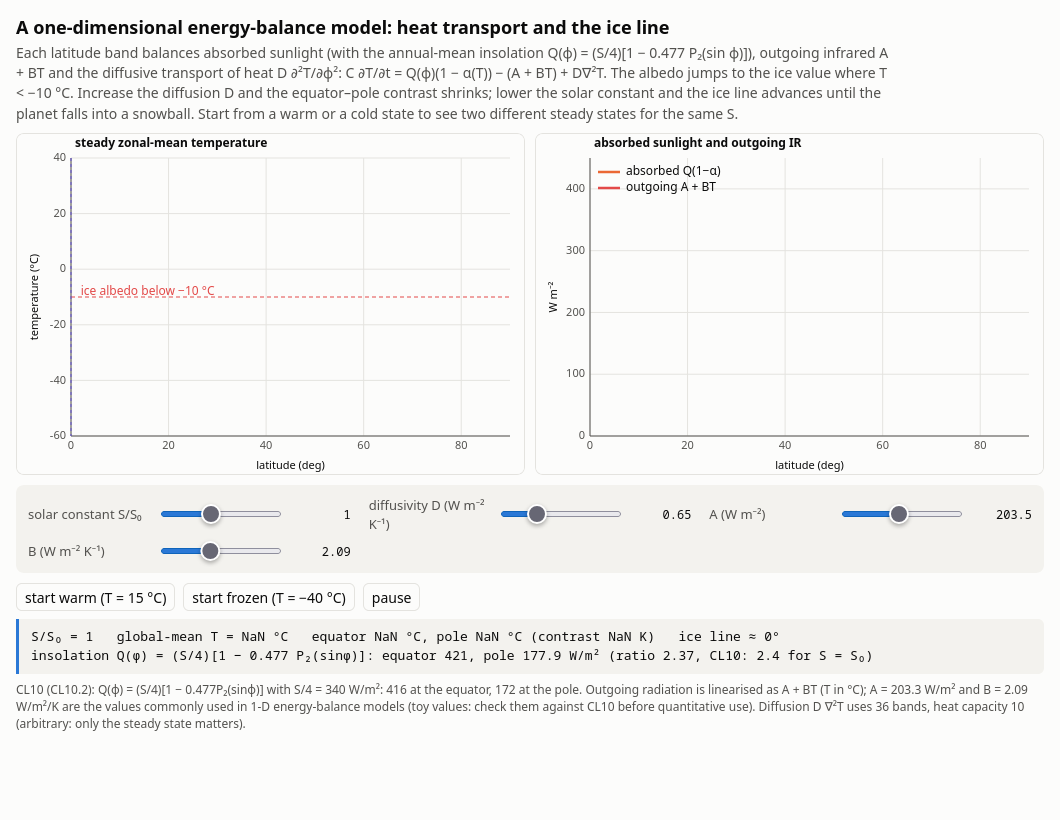 A one-dimensional energy-balance model: heat transport and the ice line
Each latitude band balances absorbed sunlight (with the annual-mean insolation Q(ϕ) = (S/4)[1 − 0.477 P₂(sin ϕ)]), outgoing infrared A
+ BT and the diffusive transport of heat D ∂²T/∂ϕ²: C ∂T/∂t = Q(ϕ)(1 − α(T)) − (A + BT) + D∇²T. The albedo jumps to the ice value where T
< −10 °C. Increase the diffusion D and the equator–pole contrast shrinks; lower the solar constant and the ice line advances until the
planet falls into a snowball. Start from a warm or a cold state to see two different steady states for the same S.
steady zonal-mean temperature
40
20
0
-20
-40
-60
temperature (°C)
ice albedo below −10 °C
0 20 40 60 80
latitude (deg)
absorbed sunlight and outgoing IR
absorbed Q(1−α)
outgoing A + BT
400
300
200
100
0
W m⁻²
0 20 40 60 80
latitude (deg)
solar constant S/S₀ 1
diffusivity D (W m⁻²
K⁻¹) 0.65
A (W m⁻²) 203.5
B (W m⁻² K⁻¹) 2.09
start warm (T = 15 °C) start frozen (T = −40 °C) pause
S/S₀ = 1 global-mean T = NaN °C equator NaN °C, pole NaN °C (contrast NaN K) ice line ≈ 0°
insolation Q(φ) = (S/4)[1 − 0.477 P₂(sinφ)]: equator 421, pole 177.9 W/m² (ratio 2.37, CL10: 2.4 for S = S₀)
CL10 (CL10.2): Q(ϕ) = (S/4)[1 − 0.477P₂(sinϕ)] with S/4 = 340 W/m²: 416 at the equator, 172 at the pole. Outgoing radiation is linearised as A + BT (T in °C); A = 203.3 W/m² and B = 2.09
W/m²/K are the values commonly used in 1-D energy-balance models (toy values: check them against CL10 before quantitative use). Diffusion D ∇²T uses 36 bands, heat capacity 10
(arbitrary: only the steady state matters).